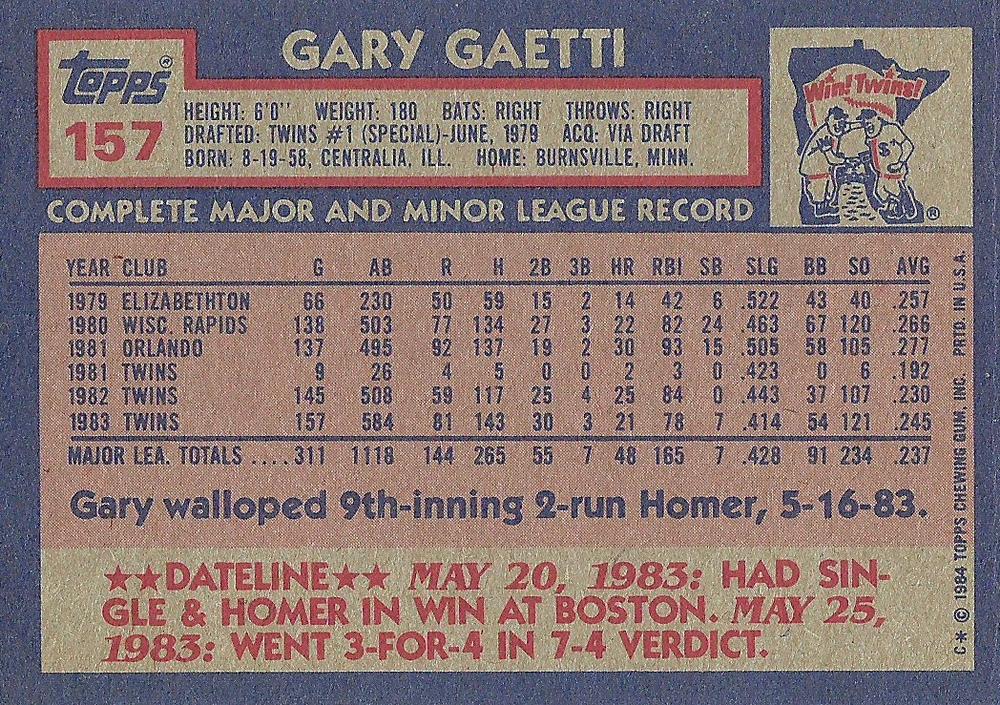 GARY GAETTI
Topps®
157
HEIGHT: 6'0" WEIGHT: 180 BATS: RIGHT THROWS: RIGHT
DRAFTED: TWINS #1 (SPECIAL)-JUNE, 1979 ACQ: VIA DRAFT
BORN: 8-19-58, CENTRALIA, ILL. HOME: BURNSVILLE, MINN.
Win! Twins!
S
®
COMPLETE MAJOR AND MINOR LEAGUE RECORD
YEAR CLUB G AB R H 2B 3B HR RBI SB SLG BB SO AVG
1979 ELIZABETHTON 66 230 50 59 15 2 14 42 6 .522 43 40 .257
1980 WISC. RAPIDS 138 503 77 134 27 3 22 82 24 .463 67 120 .266
1981 ORLANDO 137 495 92 137 19 2 30 93 15 .505 58 105 .277
1981 TWINS 9 26 4 5 0 0 2 3 0 .423 0 6 .192
1982 TWINS 145 508 59 117 25 4 25 84 0 .443 37 107 .230
1983 TWINS 157 584 81 143 30 3 21 78 7 .414 54 121 .245
MAJOR LEA. TOTALS ....311 1118 144 265 55 7 48 165 7 .428 91 234 .237
Gary walloped 9th-inning 2-run Homer, 5-16-83.
★★DATELINE★★ MAY 20, 1983: HAD SIN-
GLE & HOMER IN WIN AT BOSTON. MAY 25,
1983: WENT 3-FOR-4 IN 7-4 VERDICT.
C* © 1984 TOPPS CHEWING GUM, INC. PRTD. IN U.S.A.